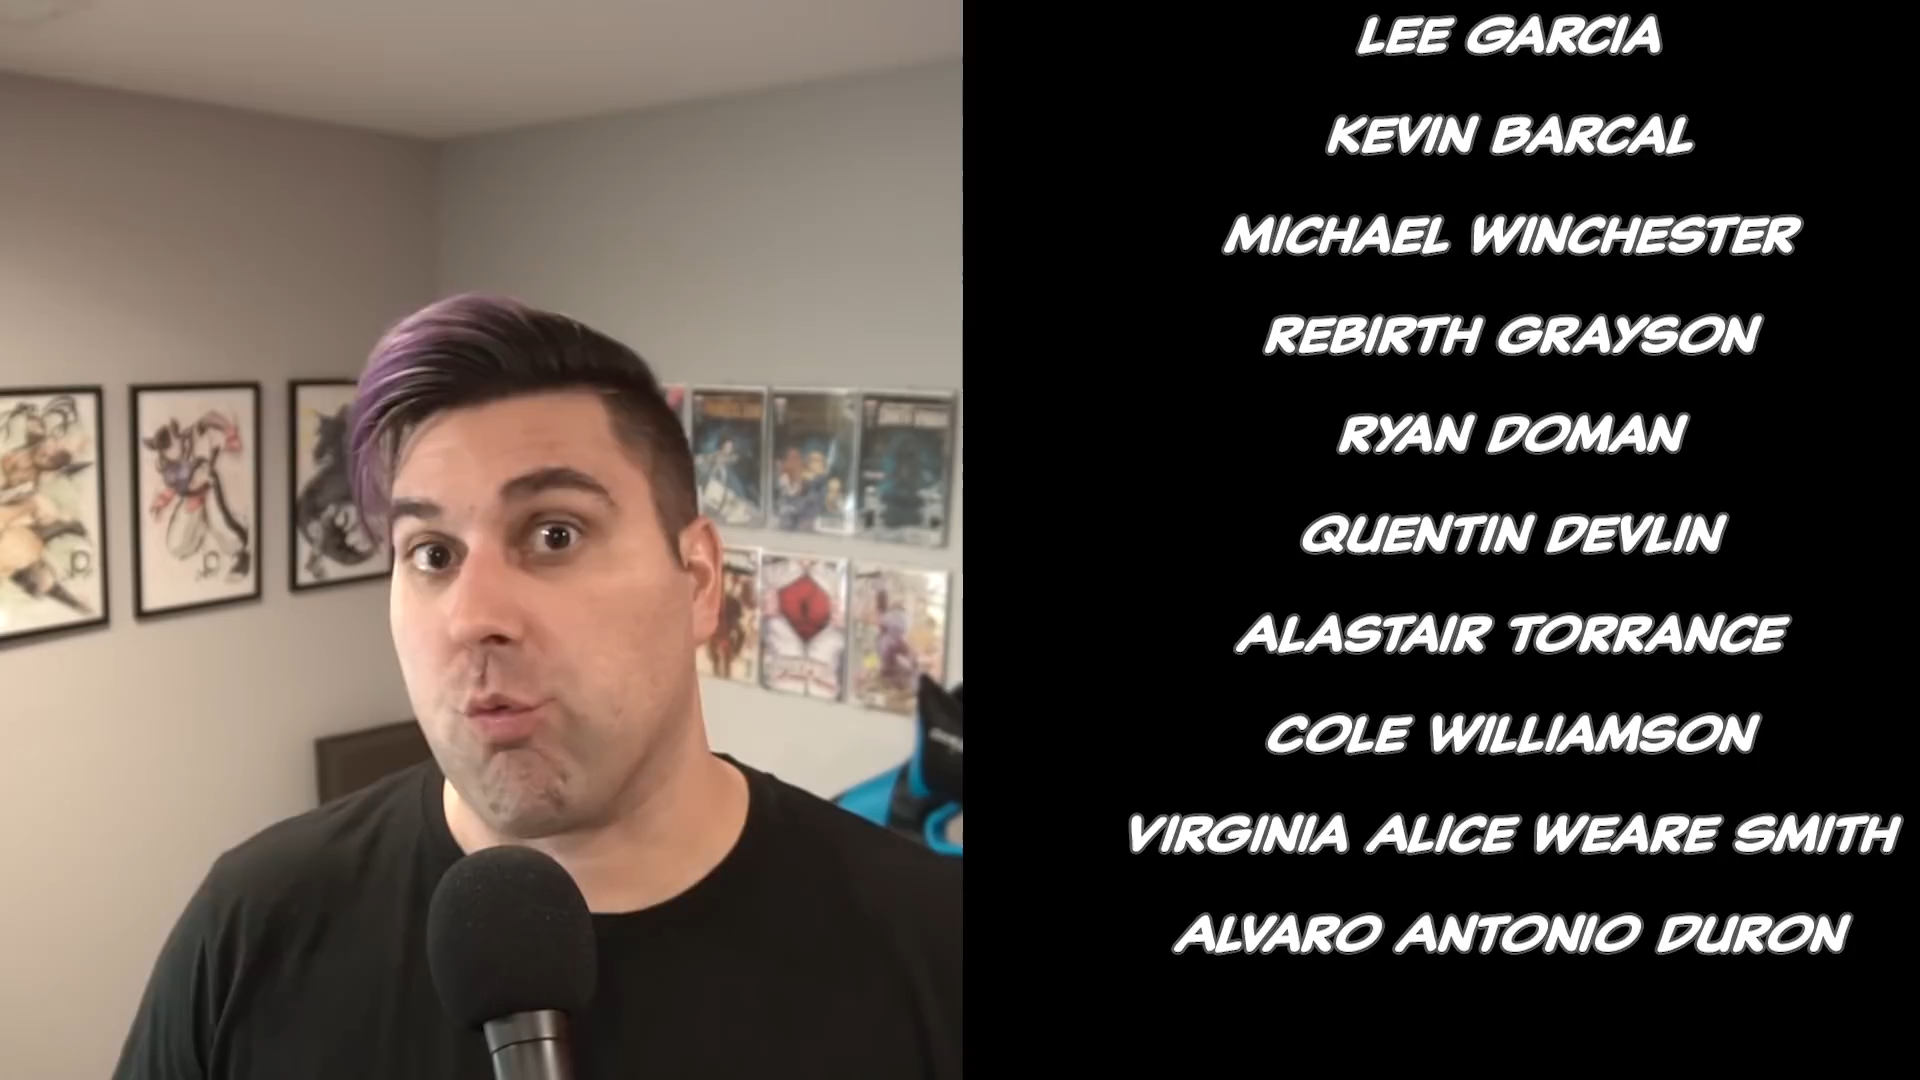 LEE GARCIA
KEVIN BARCAL
MICHAEL WINCHESTER
REBIRTH GRAYSON
RYAN DOMAN
QUENTIN DEVLIN
ALASTAIR TORRANCE
COLE WILLIAMSON
VIRGINIA ALICE WEARE SMITH
ALVARO ANTONIO DURON